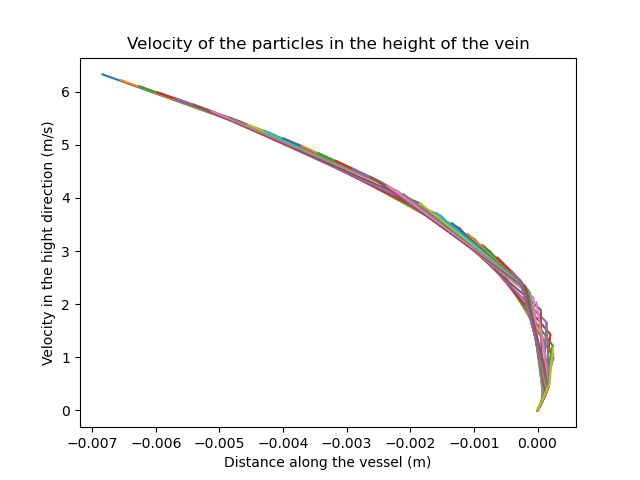 Velocity of the particles in the height of the vein
Velocity in the hight direction (m/s)
6
5
4
3
2
1
0
−0.007 −0.006 −0.005 −0.004 −0.003 −0.002 −0.001 0.000
Distance along the vessel (m)